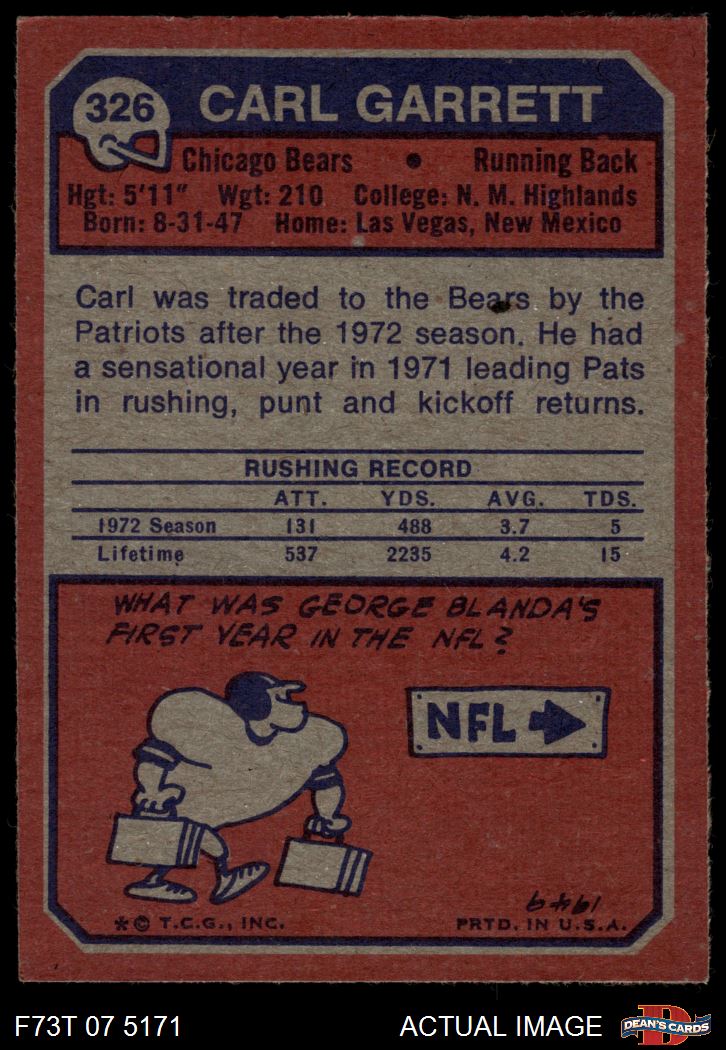 326 CARL GARRETT
Chicago Bears • Running Back
Hgt: 5'11" Wgt: 210 College: N. M. Highlands
Born: 8-31-47 Home: Las Vegas, New Mexico
Carl was traded to the Bears by the
Patriots after the 1972 season. He had
a sensational year in 1971 leading Pats
in rushing, punt and kickoff returns.
RUSHING RECORD
ATT. YDS. AVG. TDS.
1972 Season 131 488 3.7 5
Lifetime 537 2235 4.2 15
WHAT WAS GEORGE BLANDA'S
FIRST YEAR IN THE NFL?
NFL
1949
*© T.C.G., INC. PRTD. IN U.S.A.
F73T 07 5171 ACTUAL IMAGE
D
DEAN'S CARDS